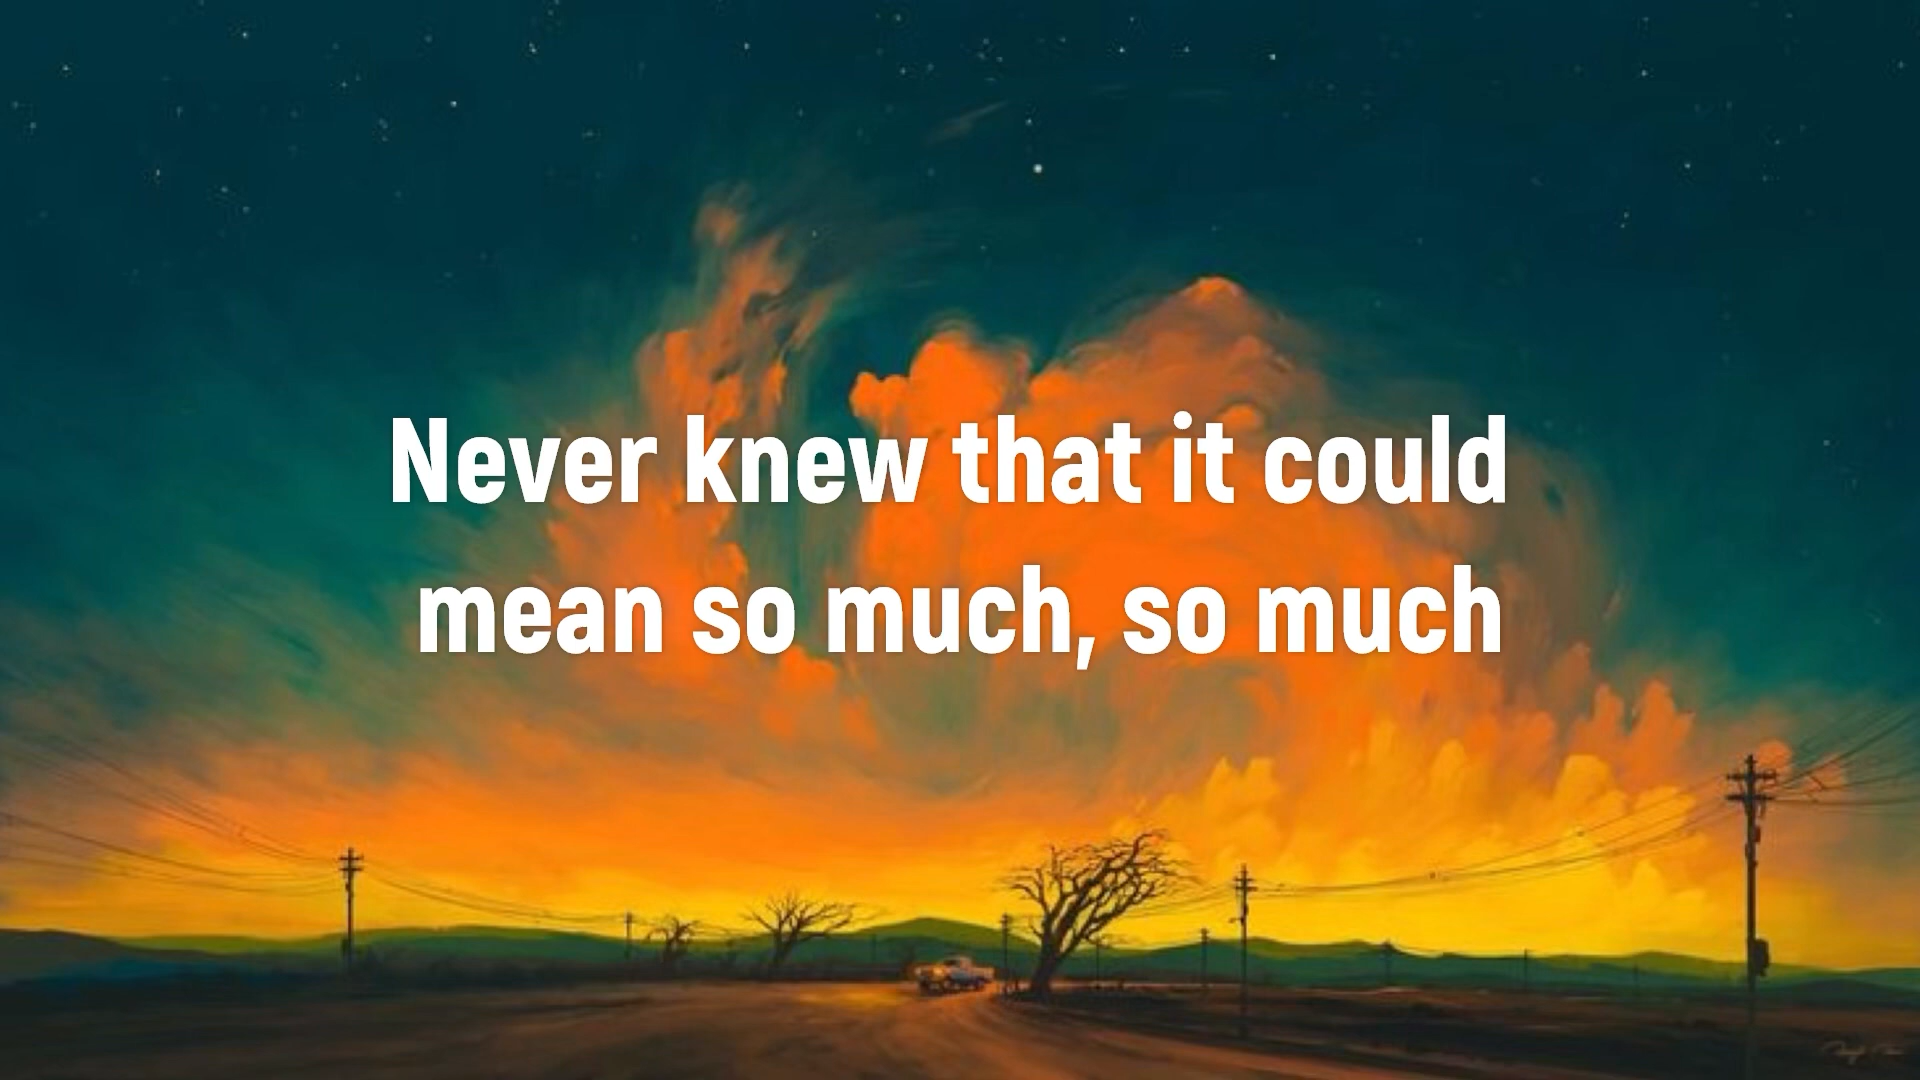 Never knew that it could
mean so much, so much